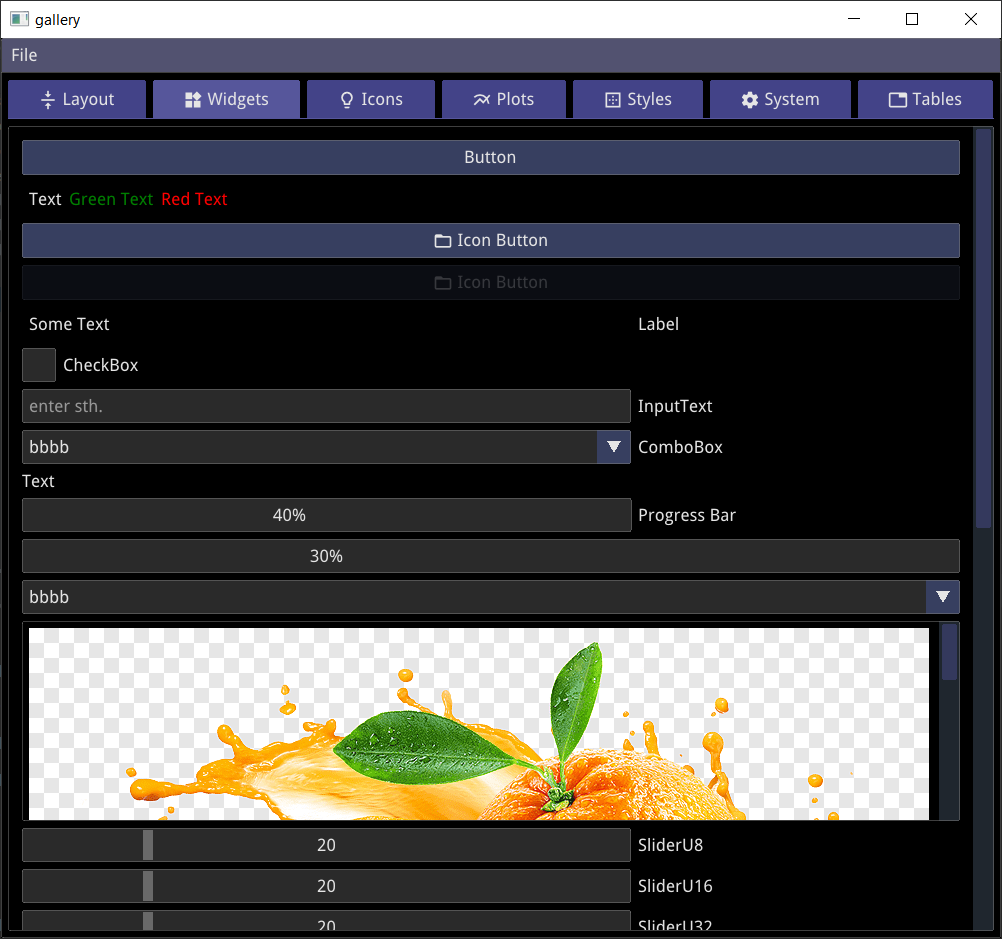 gallery
File
Layout Widgets Icons Plots Styles System Tables
Button
Text Green Text Red Text
Icon Button
Icon Button
Some Text Label
CheckBox
enter sth. InputText
bbbb ComboBox
Text
40% Progress Bar
30%
bbbb
20 SliderU8
20 SliderU16
20 SliderU32